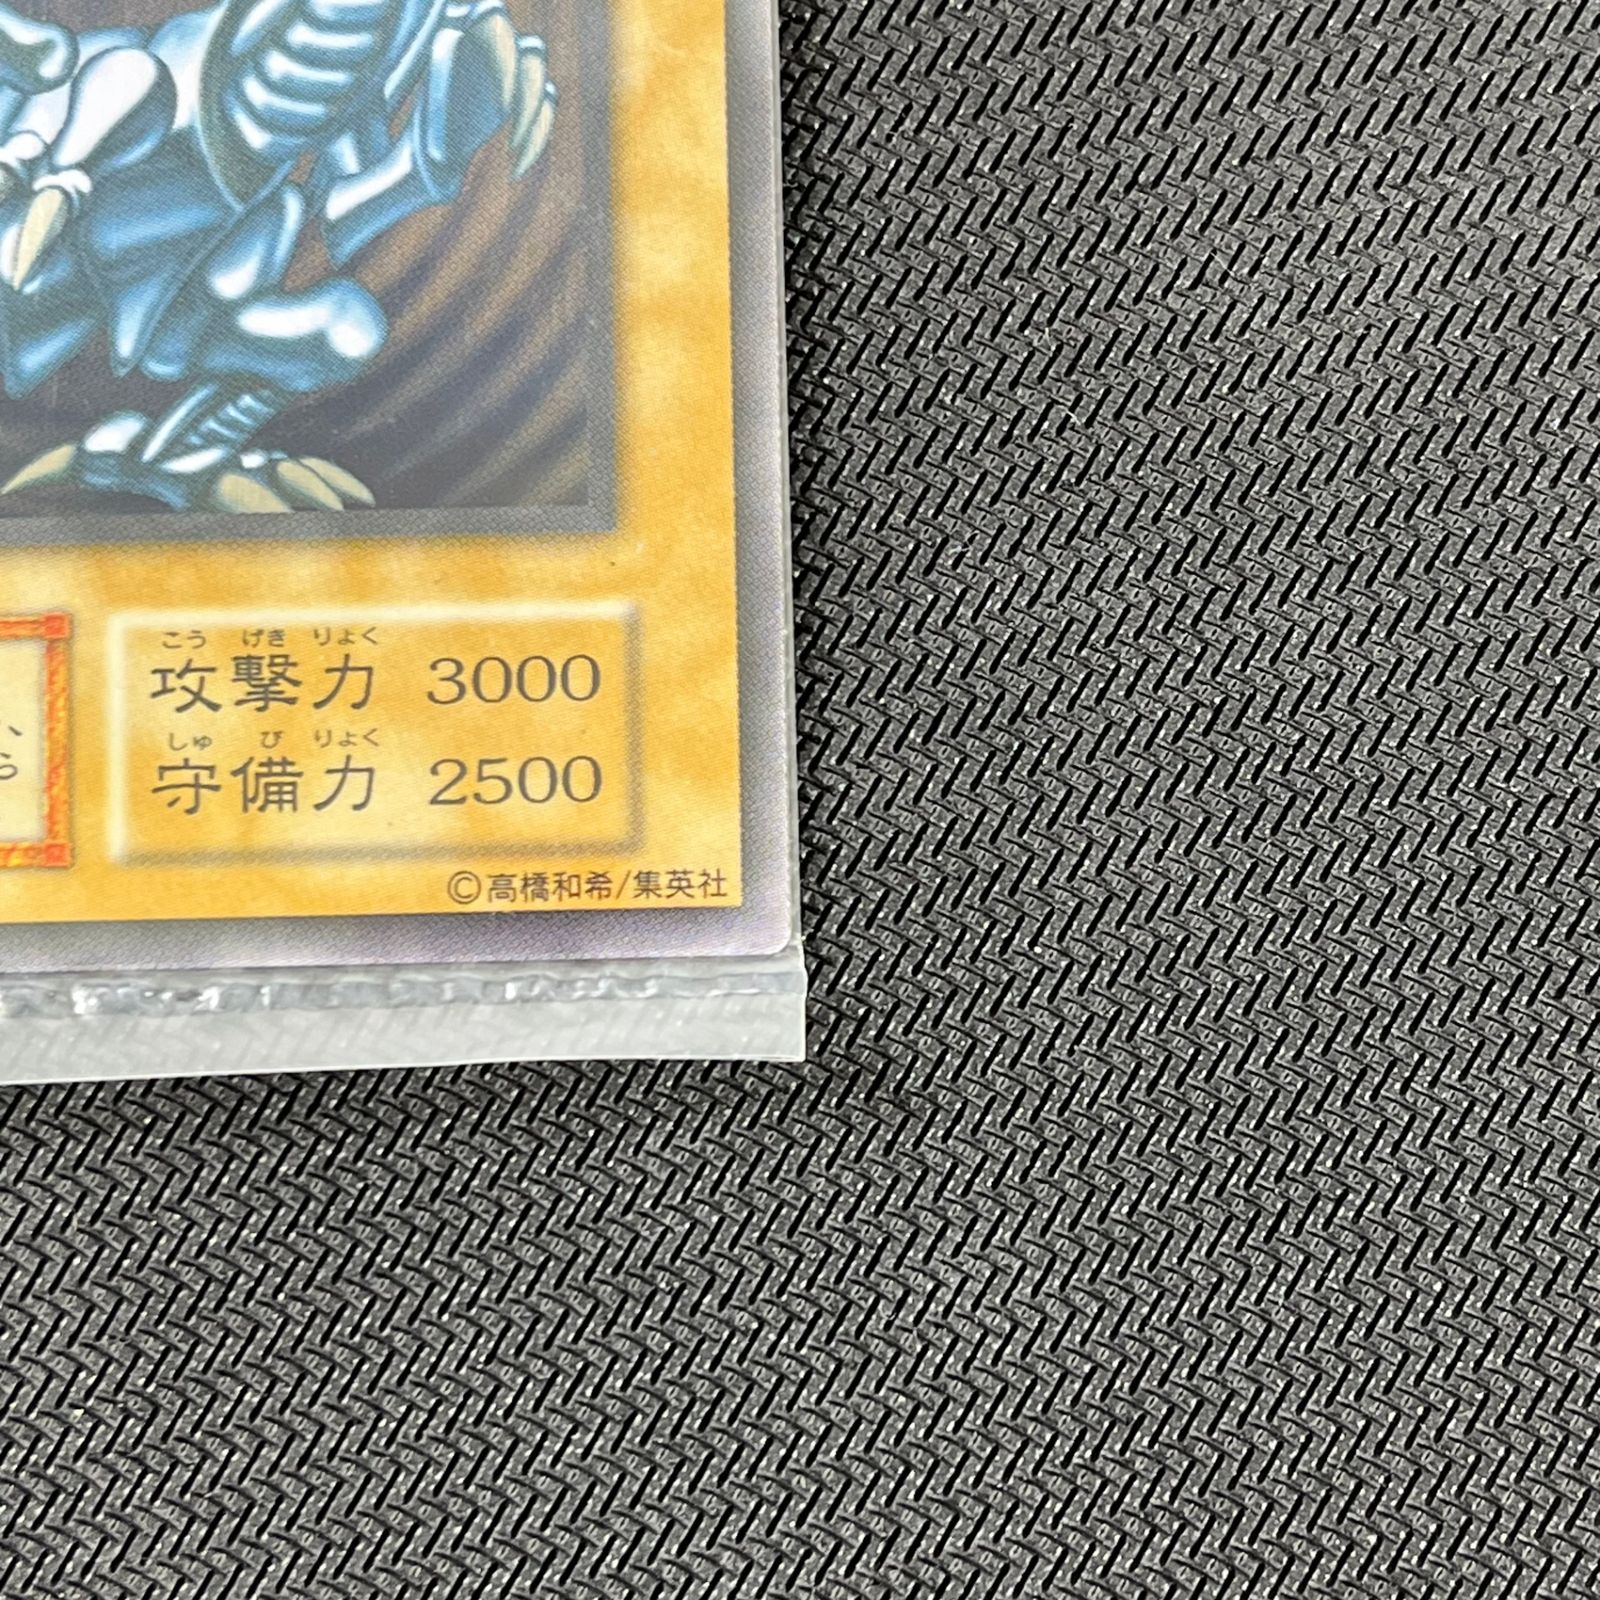 こう げき りょく
攻撃力 3000
しゅ び りょく
守備力 2500
ら
©高橋和希/集英社